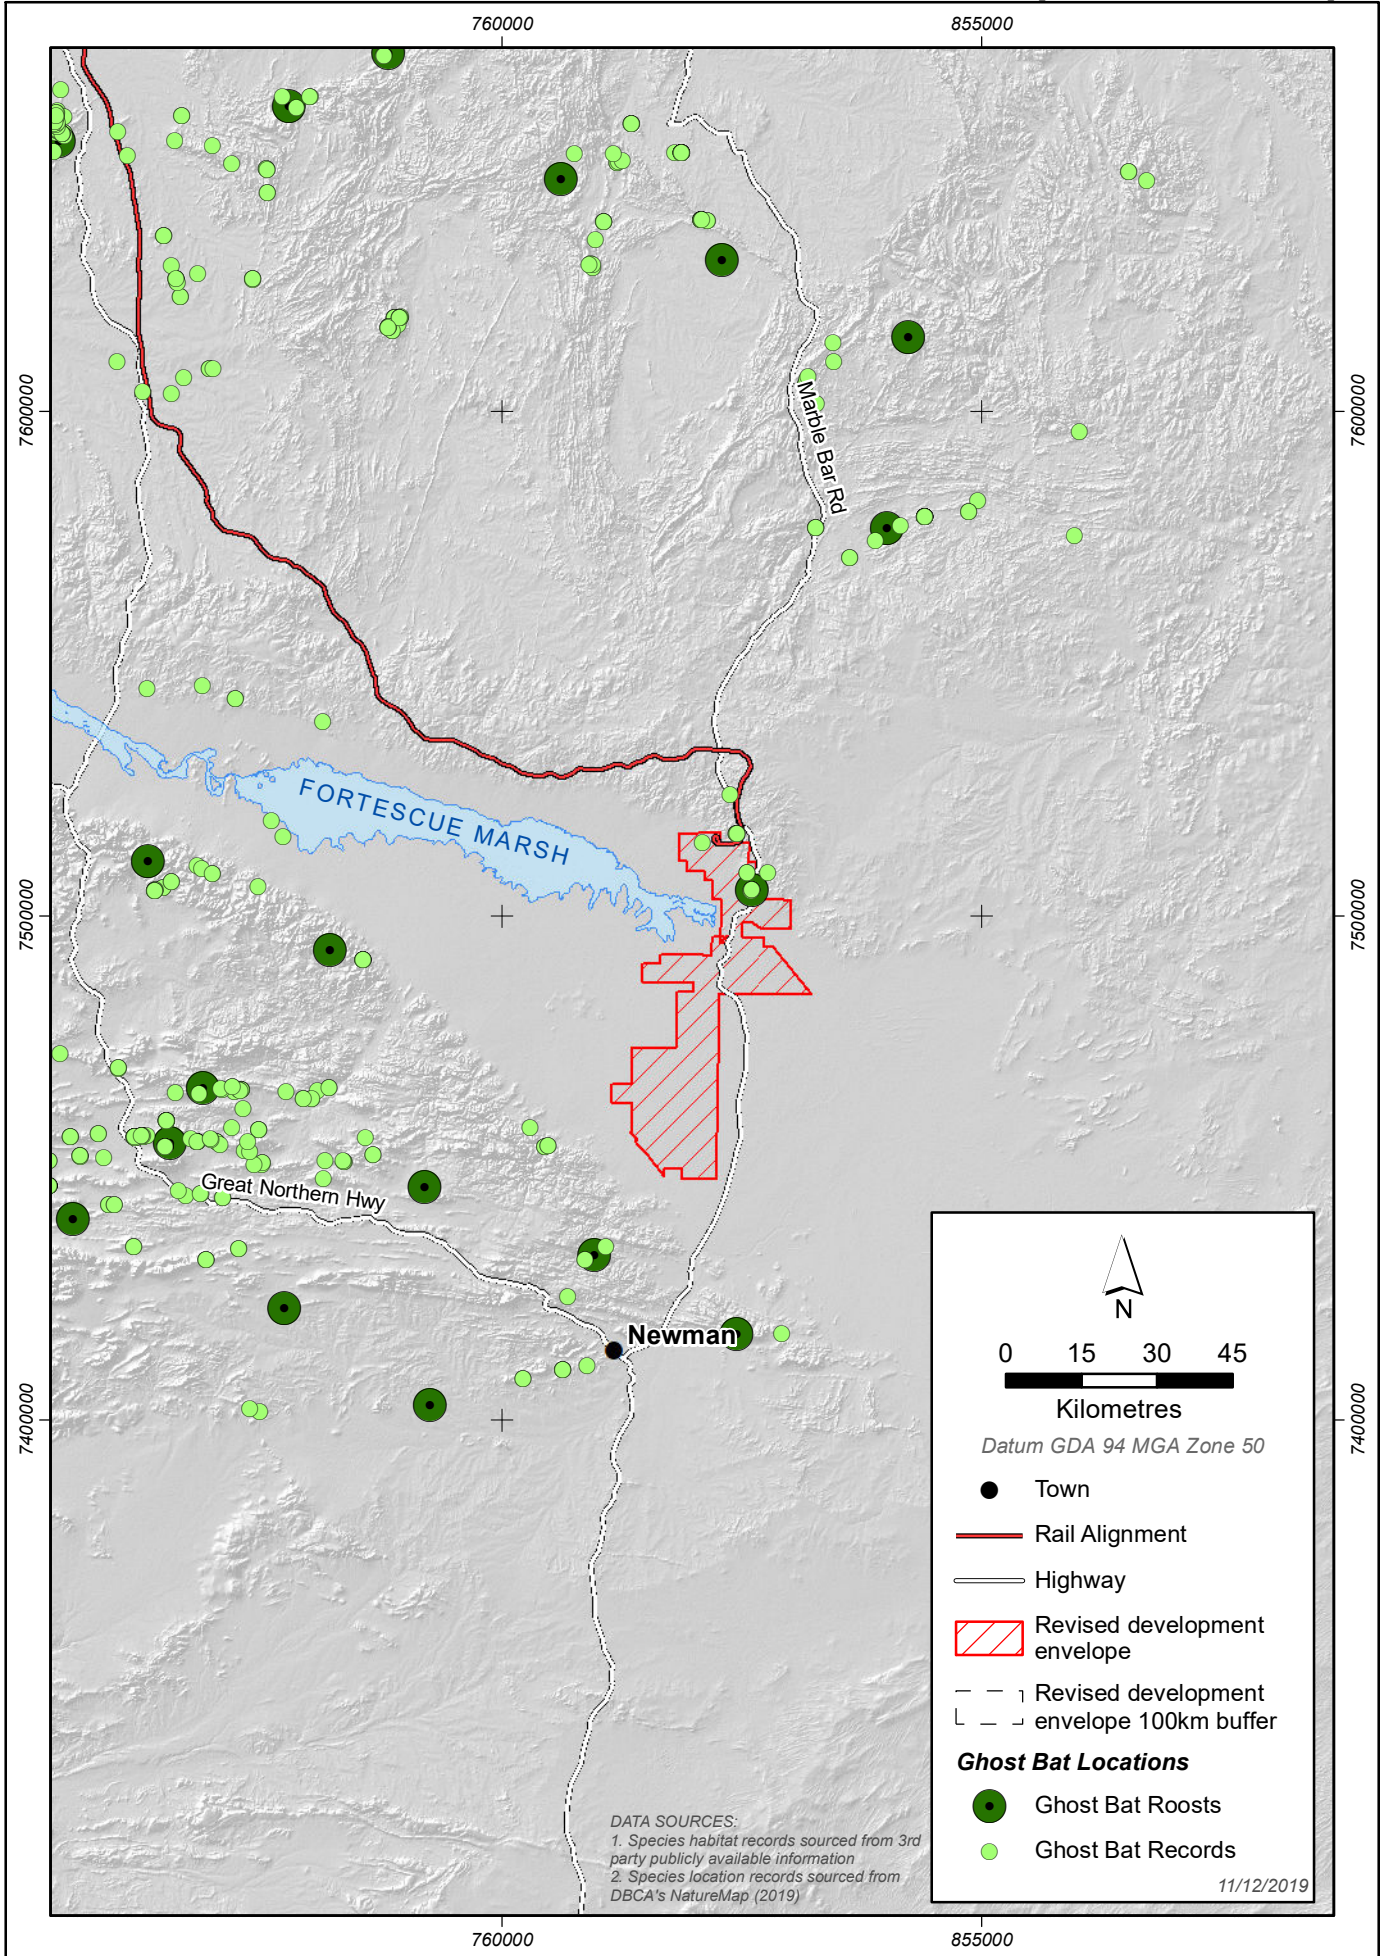 760000
855000
7600000
7600000
Marble Bar Rd
FORTESCUE MARSH
7500000
7500000
Great Northern Hwy
Newman
7400000
7400000
N
0 15 30 45
Kilometres
Datum GDA 94 MGA Zone 50
Town
Rail Alignment
Highway
Revised development
envelope
Revised development
envelope 100km buffer
Ghost Bat Locations
Ghost Bat Roosts
Ghost Bat Records
11/12/2019
DATA SOURCES:
1. Species habitat records sourced from 3rd
party publicly available information
2. Species location records sourced from
DBCA's NatureMap (2019)
760000
855000